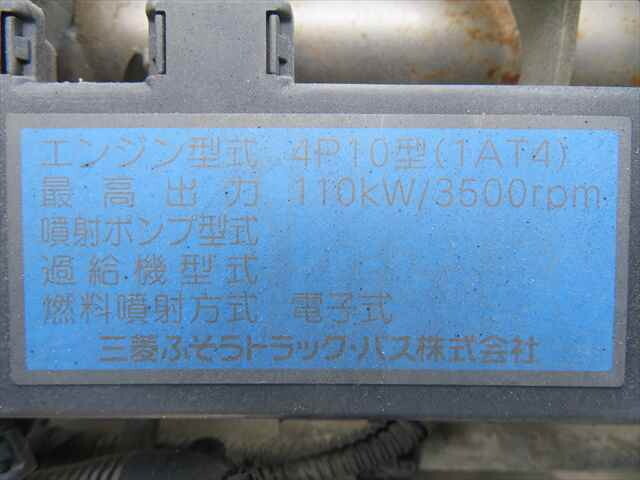 エンジン型式 4P10型(1AT4)
最高出力 110kW/3500rpm
噴射ポンプ型式
過給機型式
燃料噴射方式 電子式
三菱ふそうトラック・バス株式会社